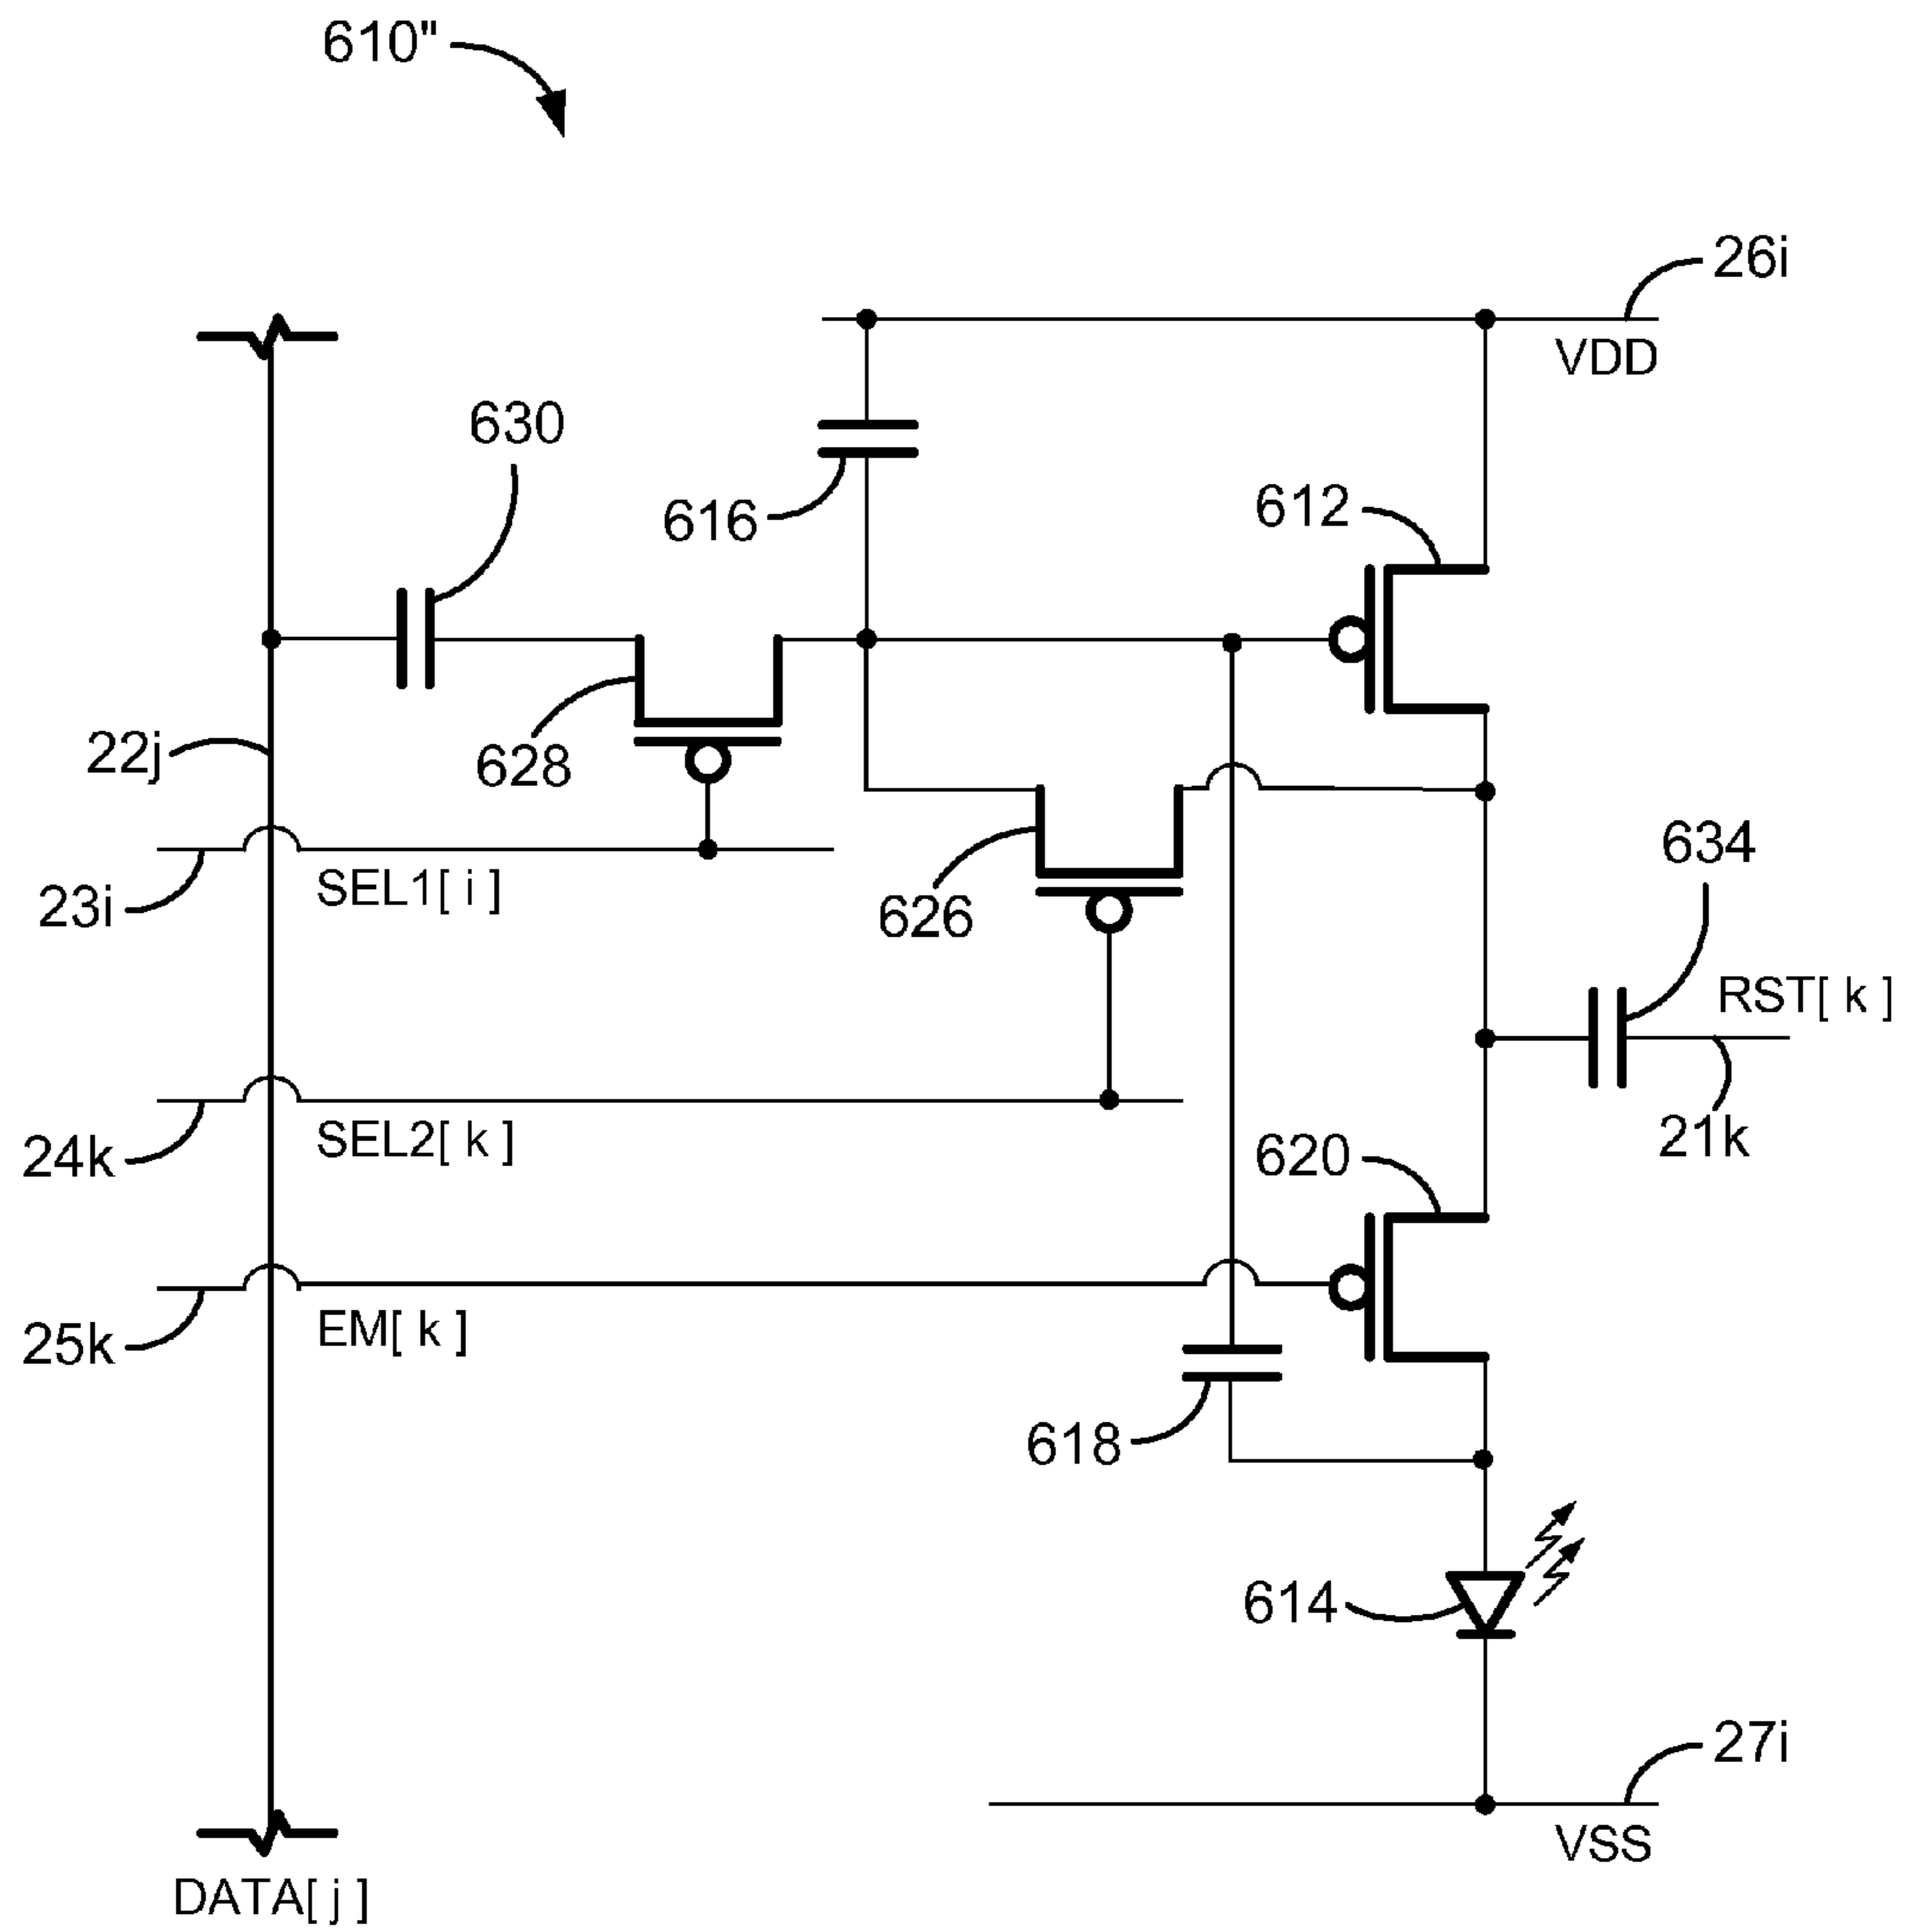 610"
26i
VDD
630
616
612
22j
628
634
23i
SEL1[ i ]
626
RST[ k ]
24k
SEL2[ k ]
620
21k
25k
EM[ k ]
618
614
27i
VSS
DATA[ j ]